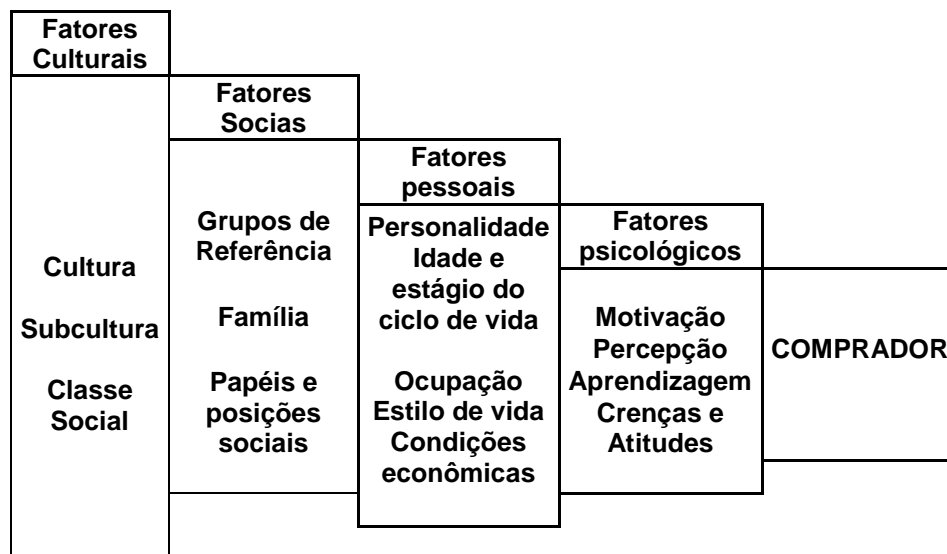 Fatores
Culturais
Cultura
Subcultura
Classe
Social
Fatores
Socias
Grupos de
Referência
Família
Papéis e
posições
sociais
Fatores
pessoais
Personalidade
Idade e
estágio do
ciclo de vida
Ocupação
Estilo de vida
Condições
econômicas
Fatores
psicológicos
Motivação
Percepção
Aprendizagem
Crenças e
Atitudes
COMPRADOR